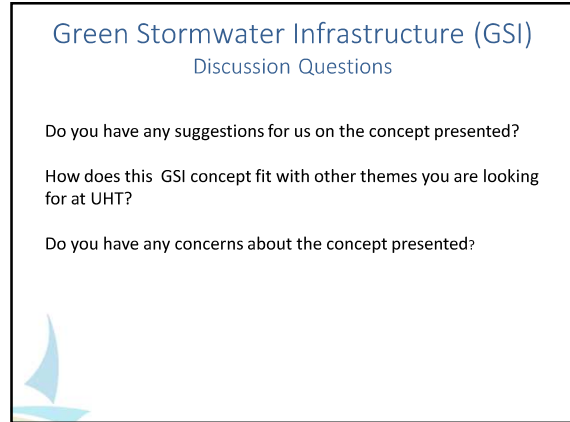 Green Stormwater Infrastructure (GSI)
Discussion Questions
Do you have any suggestions for us on the concept presented?
How does this  GSI concept fit with other themes you are looking
for at UHT?
Do you have any concerns about the concept presented?